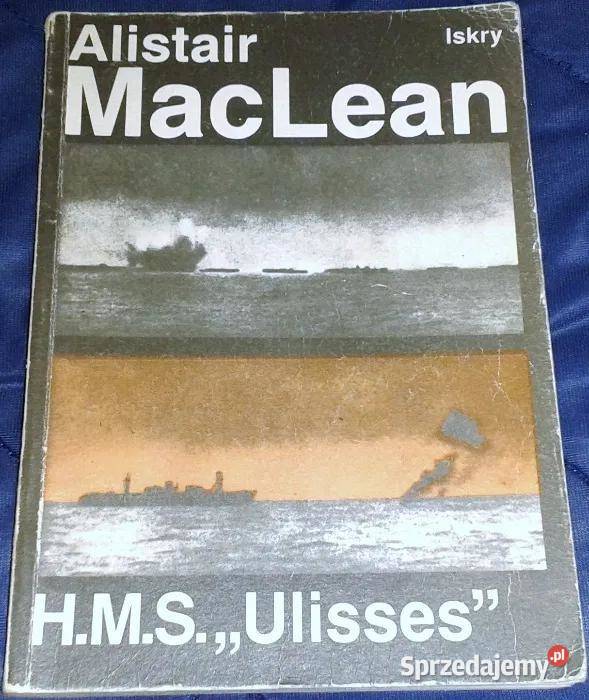 Alistair
Iskry
MacLean
H.M.S. „Ulisses”
Sprzedajemy.pl